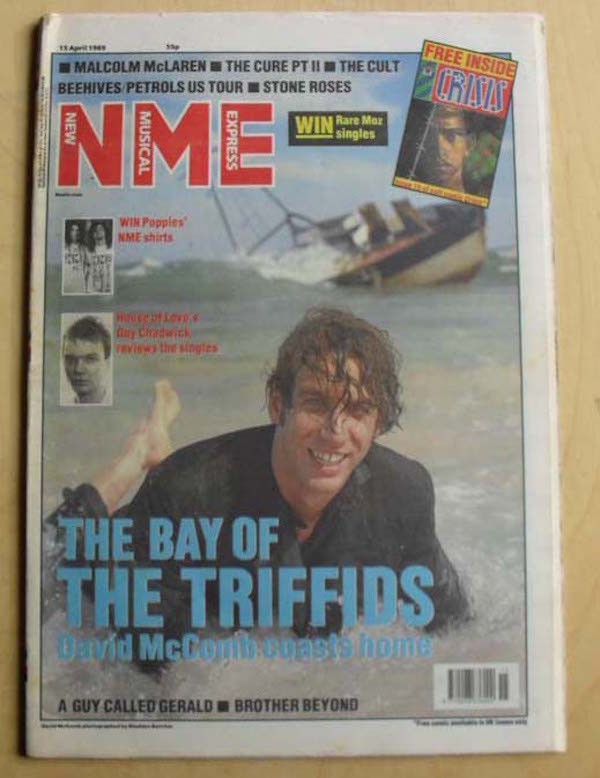 15 April 1989 55p
■ MALCOLM McLAREN ■ THE CURE PT II ■ THE CULT
BEEHIVES/PETROLS US TOUR ■ STONE ROSES
FREE INSIDE
CRISIS
NME
NEW
MUSICAL
EXPRESS
WIN Rare Moz
singles
WIN Poppies'
NME shirts
House of Love's
Guy Chadwick
reviews the singles
THE BAY OF
THE TRIFFIDS
David McComb coasts home
A GUY CALLED GERALD ■ BROTHER BEYOND